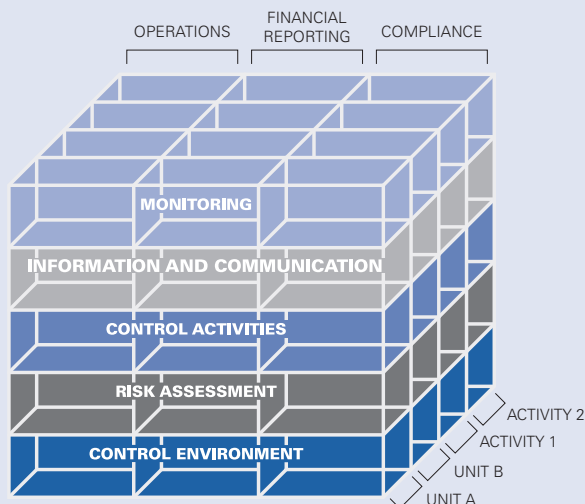 OPERATIONS
FINANCIAL
REPORTING
COMPLIANCE
MONITORING
INFORMATION AND COMMUNICATION
CONTROL ACTIVITIES
RISK ASSESSMENT
CONTROL ENVIRONMENT
ACTIVITY 2
ACTIVITY 1
UNIT B
UNIT A